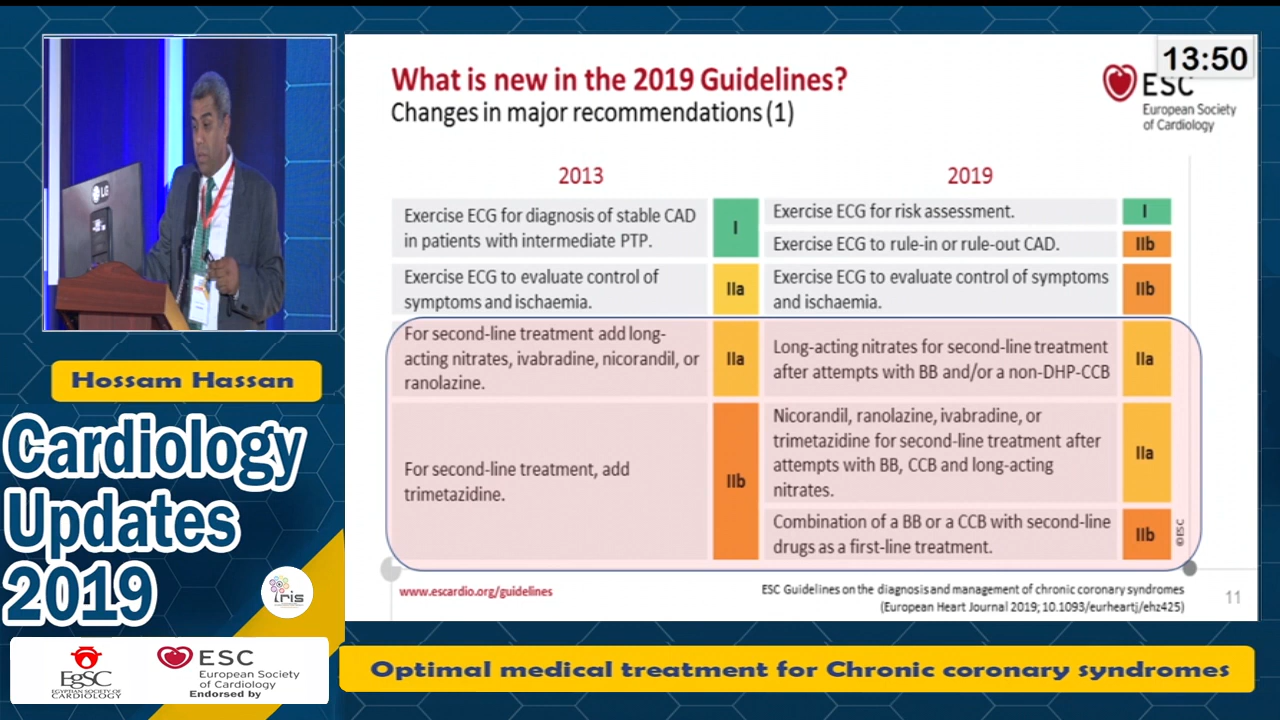 13:50
What is new in the 2019 Guidelines?
Changes in major recommendations (1)
ESC
European Society
of Cardiology
2013
2019
Exercise ECG for diagnosis of stable CAD
in patients with intermediate PTP.
I
Exercise ECG for risk assessment.
I
Exercise ECG to rule-in or rule-out CAD.
IIb
Exercise ECG to evaluate control of
symptoms and ischaemia.
IIa
Exercise ECG to evaluate control of symptoms
and ischaemia.
IIb
For second-line treatment add long-
acting nitrates, ivabradine, nicorandil, or
ranolazine.
IIa
Long-acting nitrates for second-line treatment
after attempts with BB and/or a non-DHP-CCB
IIa
For second-line treatment, add
trimetazidine.
IIb
Nicorandil, ranolazine, ivabradine, or
trimetazidine for second-line treatment after
attempts with BB, CCB and long-acting
nitrates.
IIa
Combination of a BB or a CCB with second-line
drugs as a first-line treatment.
IIb
©ESC
www.escardio.org/guidelines
ESC Guidelines on the diagnosis and management of chronic coronary syndromes
(European Heart Journal 2019; 10.1093/eurheartj/ehz425)
11
LG
Hossam Hassan
Cardiology
Updates
2019
iris
EgSC
EGYPTIAN SOCIETY OF
CARDIOLOGY
ESC
European Society
of Cardiology
Endorsed by
Optimal medical treatment for Chronic coronary syndromes